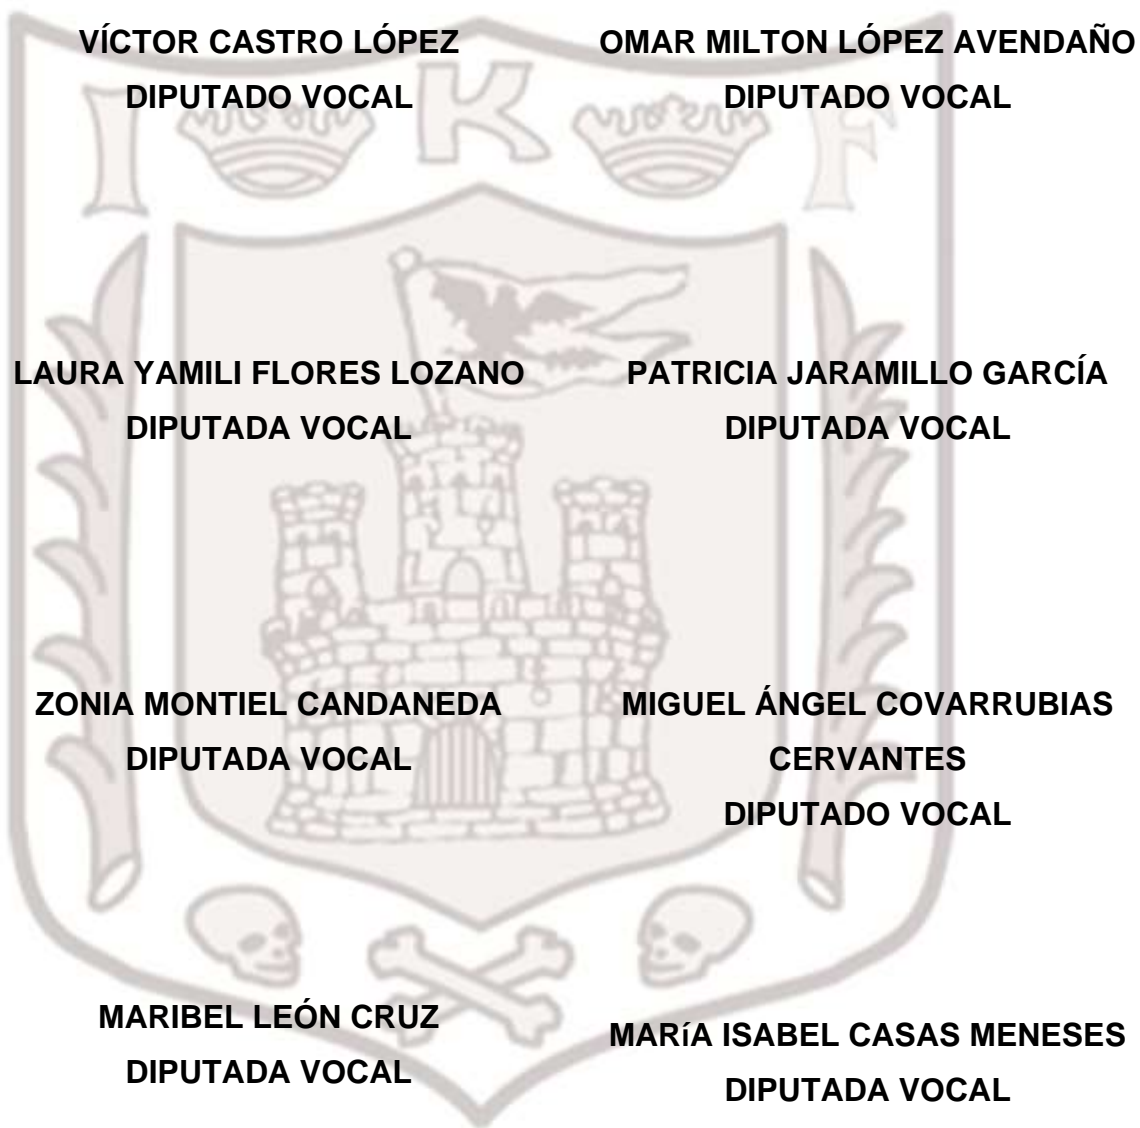 VÍCTOR CASTRO LÓPEZ
DIPUTADO VOCAL
OMAR MILTON LÓPEZ AVENDAÑO
DIPUTADO VOCAL
I K F
LAURA YAMILI FLORES LOZANO
DIPUTADA VOCAL
PATRICIA JARAMILLO GARCÍA
DIPUTADA VOCAL
ZONIA MONTIEL CANDANEDA
DIPUTADA VOCAL
MIGUEL ÁNGEL COVARRUBIAS
CERVANTES
DIPUTADO VOCAL
MARIBEL LEÓN CRUZ
DIPUTADA VOCAL
MARíA ISABEL CASAS MENESES
DIPUTADA VOCAL